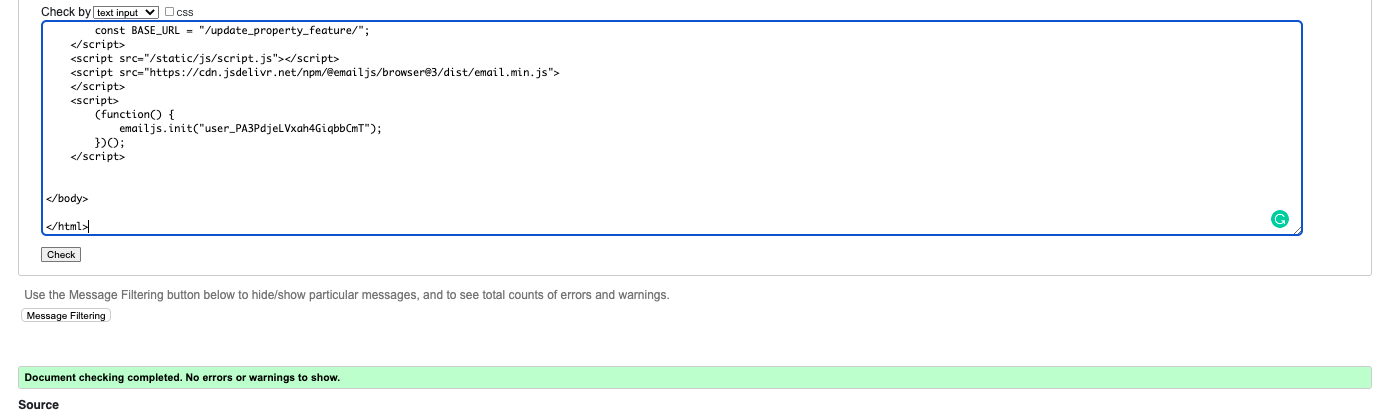 Check by text input css
const BASE_URL = "/update_property_feature/";
</script>
<script src="/static/js/script.js"></script>
<script src="https://cdn.jsdelivr.net/npm/@emailjs/browser@3/dist/email.min.js">
</script>
<script>
(function() {
emailjs.init("user_PA3PdjeLVxah4GiqbbCmT");
})();
</script>
</body>
</html>
Check
Use the Message Filtering button below to hide/show particular messages, and to see total counts of errors and warnings.
Message Filtering
Document checking completed. No errors or warnings to show.
Source